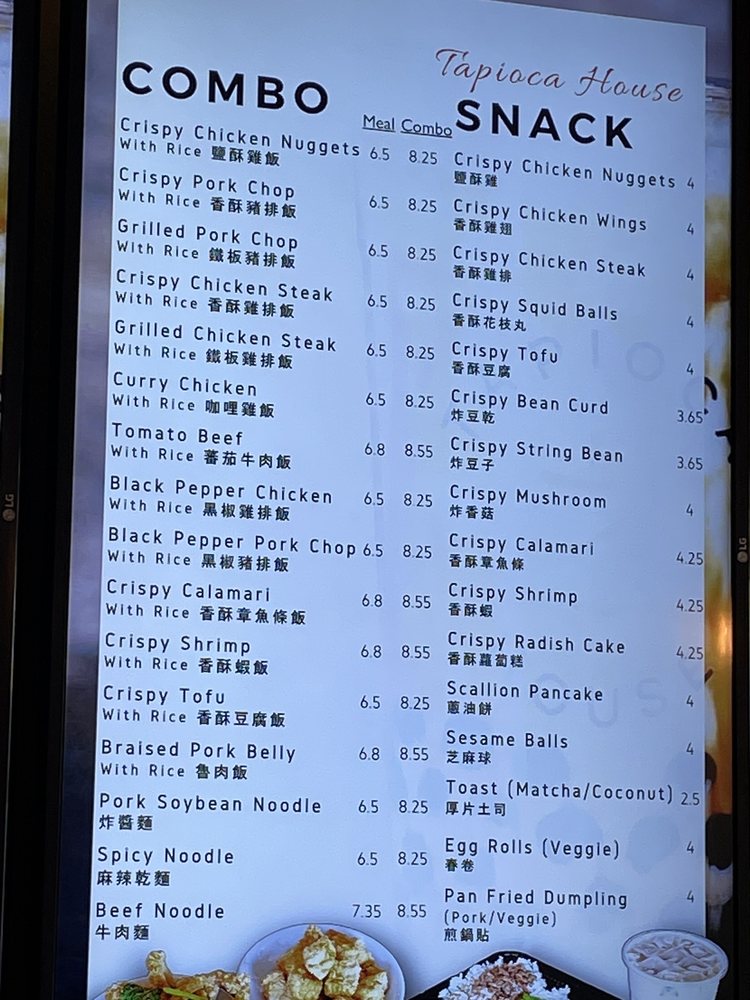 COMBO
Meal Combo
Crispy Chicken Nuggets 6.5 8.25
With Rice 鹽酥雞飯
Crispy Pork Chop
With Rice 香酥豬排飯 6.5 8.25
Grilled Pork Chop
With Rice 鐵板豬排飯 6.5 8.25
Crispy Chicken Steak
With Rice 香酥雞排飯 6.5 8.25
Grilled Chicken Steak
With Rice 鐵板雞排飯 6.5 8.25
Curry Chicken
With Rice 咖哩雞飯 6.5 8.25
Tomato Beef
With Rice 蕃茄牛肉飯 6.8 8.55
Black Pepper Chicken
With Rice 黑椒雞排飯 6.5 8.25
Black Pepper Pork Chop 6.5 8.25
With Rice 黑椒豬排飯
Crispy Calamari
With Rice 香酥章魚條飯 6.8 8.55
Crispy Shrimp
With Rice 香酥蝦飯 6.8 8.55
Crispy Tofu
With Rice 香酥豆腐飯 6.5 8.25
Braised Pork Belly
With Rice 魯肉飯 6.8 8.55
Pork Soybean Noodle 6.5 8.25
炸醬麵
Spicy Noodle 6.5 8.25
麻辣乾麵
Beef Noodle 7.35 8.55
牛肉麵
Tapioca House
SNACK
Crispy Chicken Nuggets 4
鹽酥雞
Crispy Chicken Wings 4
香酥雞翅
Crispy Chicken Steak 4
香酥雞排
Crispy Squid Balls 4
香酥花枝丸
Crispy Tofu 4
香酥豆腐
Crispy Bean Curd 3.65
炸豆乾
Crispy String Bean 3.65
炸豆子
Crispy Mushroom 4
炸香菇
Crispy Calamari 4.25
香酥章魚條
Crispy Shrimp 4.25
香酥蝦
Crispy Radish Cake 4.25
香酥蘿蔔糕
Scallion Pancake 4
蔥油餅
Sesame Balls 4
芝麻球
Toast (Matcha/Coconut) 2.5
厚片土司
Egg Rolls (Veggie) 4
春卷
Pan Fried Dumpling 4
(Pork/Veggie)
煎鍋貼
LG
LG